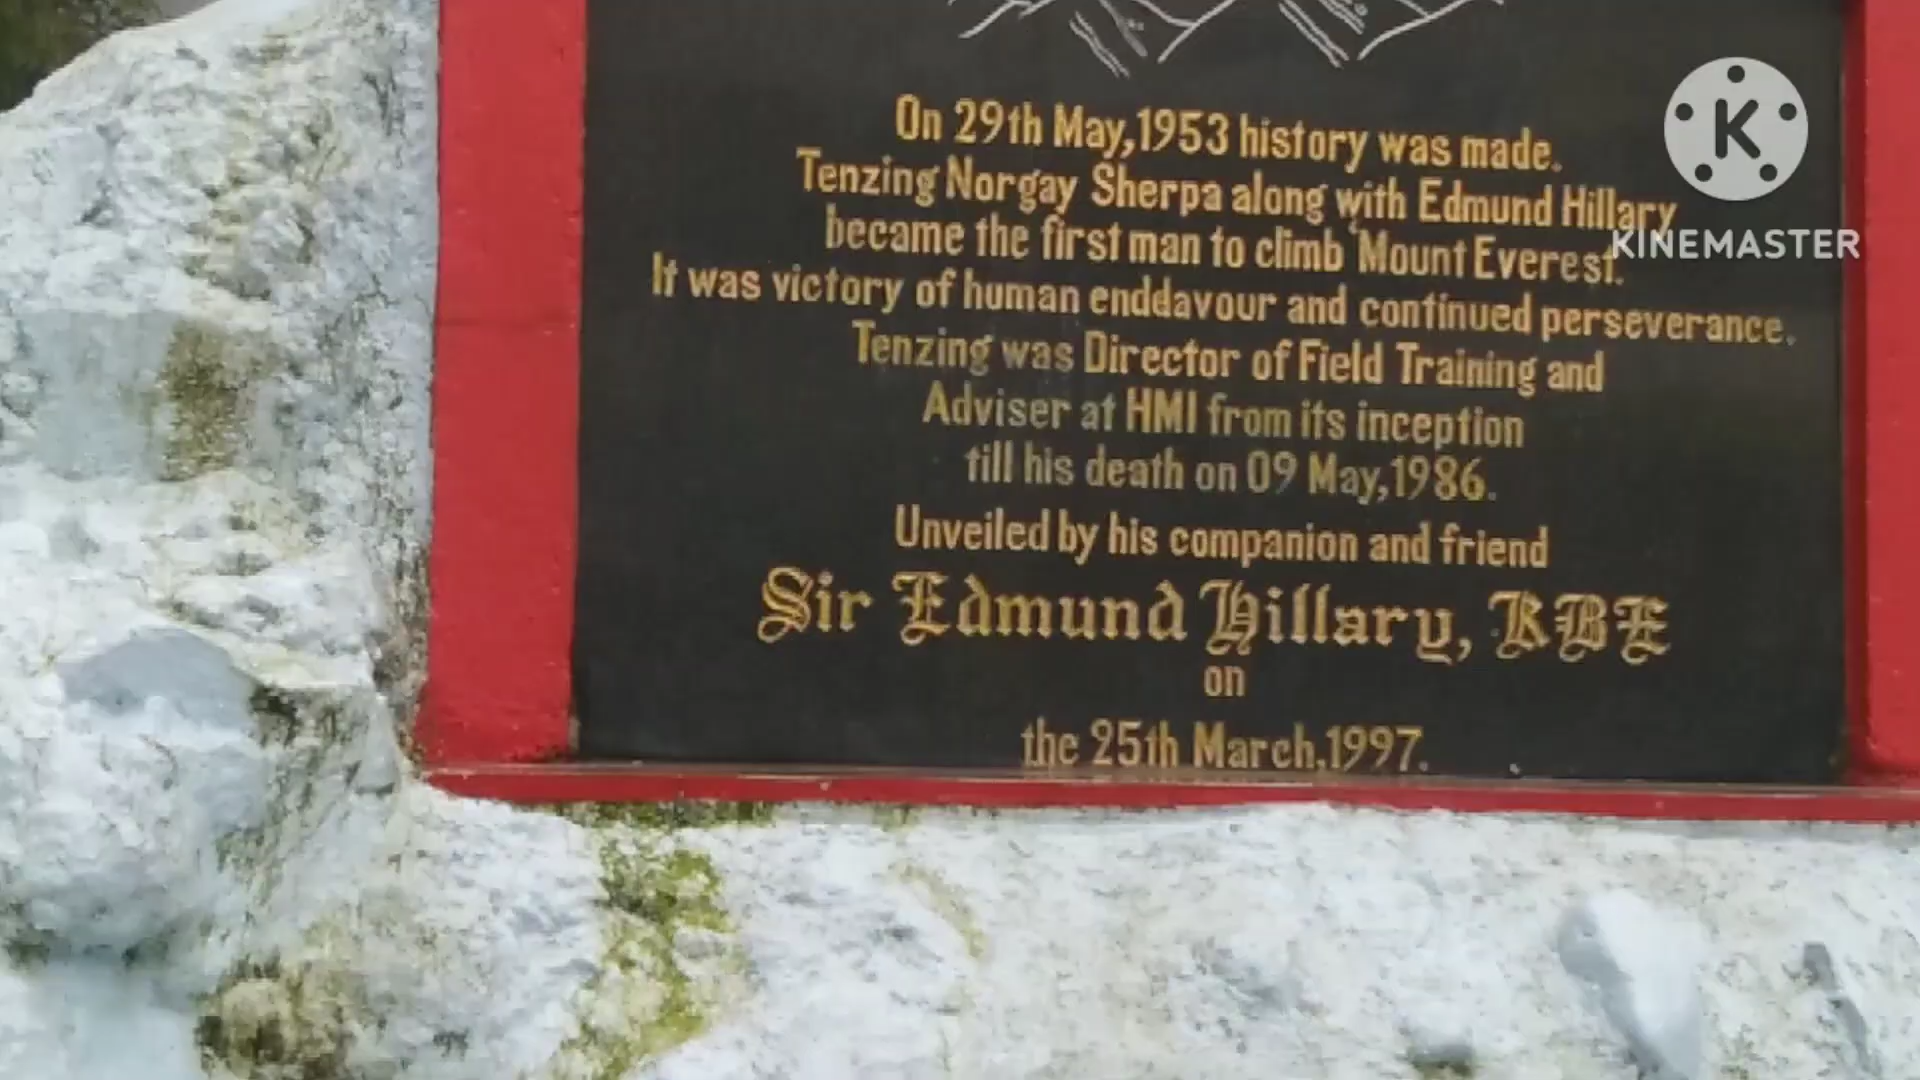 On 29th May,1953 history was made.
Tenzing Norgay Sherpa along with Edmund Hillary
became the first man to climb Mount Everest.
It was victory of human enddavour and continued perseverance.
Tenzing was Director of Field Training and
Adviser at HMI from its inception
till his death on 09 May,1986.
Unveiled by his companion and friend
Sir Edmund Hillary, KBE
on
the 25th March,1997.
K
KINEMASTER